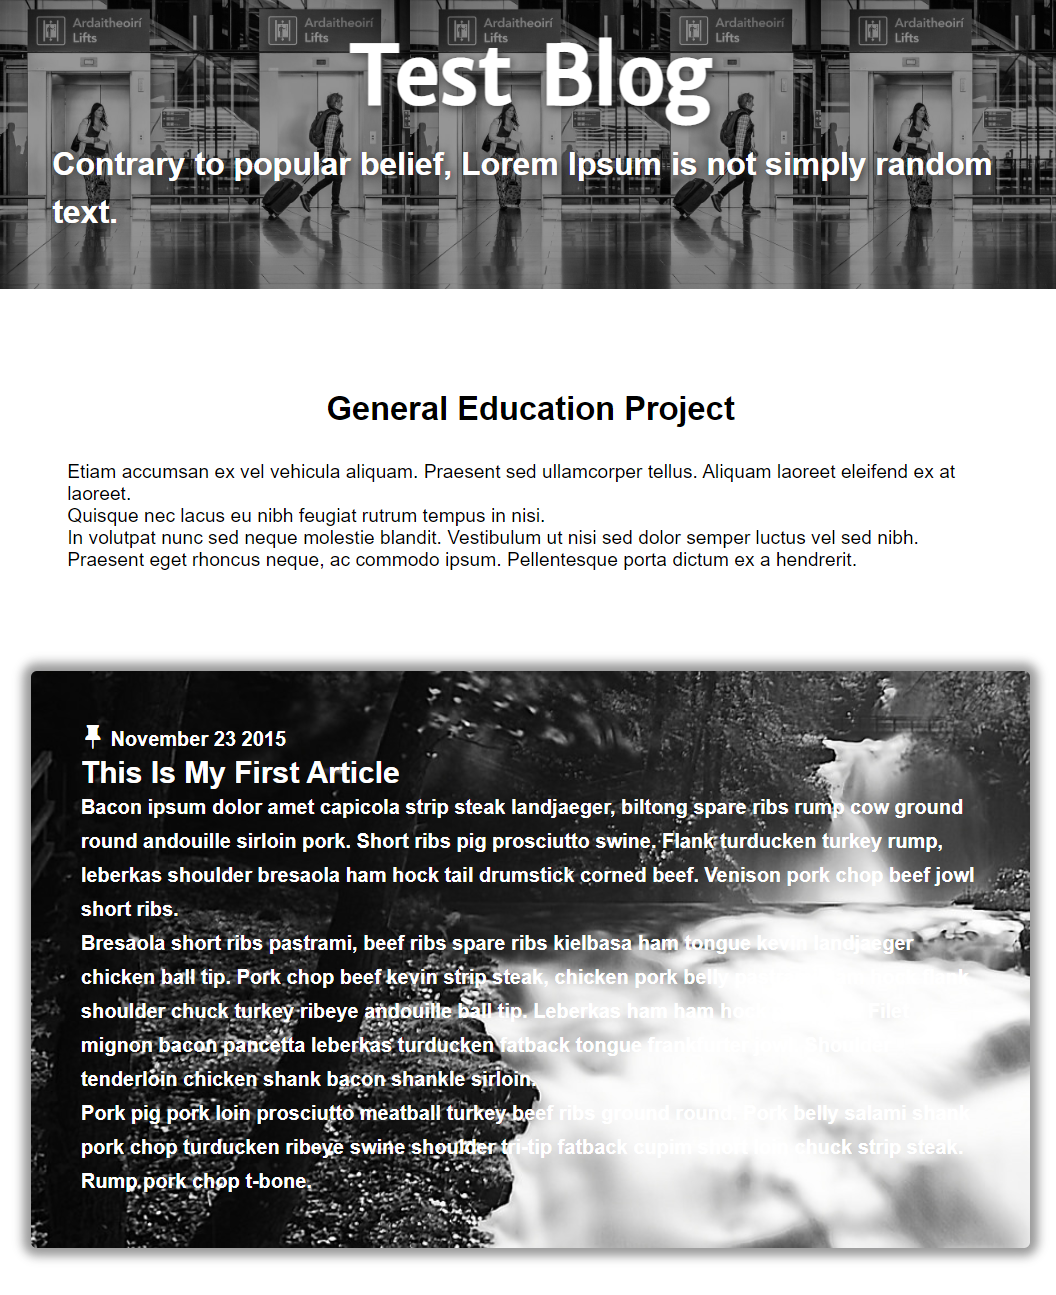 Ardaitheoirí Ardaitheoirí Ardaitheoirí Ardaitheoirí Ardaitheoirí
Lifts Lifts Lifts Lifts Lifts
Test Blog
Contrary to popular belief, Lorem Ipsum is not simply random
text.
General Education Project
Etiam accumsan ex vel vehicula aliquam. Praesent sed ullamcorper tellus. Aliquam laoreet eleifend ex at
laoreet.
Quisque nec lacus eu nibh feugiat rutrum tempus in nisi.
In volutpat nunc sed neque molestie blandit. Vestibulum ut nisi sed dolor semper luctus vel sed nibh.
Praesent eget rhoncus neque, ac commodo ipsum. Pellentesque porta dictum ex a hendrerit.
November 23 2015
This Is My First Article
Bacon ipsum dolor amet capicola strip steak landjaeger, biltong spare ribs rump cow ground
round andouille sirloin pork. Short ribs pig prosciutto swine. Flank turducken turkey rump,
leberkas shoulder bresaola ham hock tail drumstick corned beef. Venison pork chop beef jowl
short ribs.
Bresaola short ribs pastrami, beef ribs spare ribs kielbasa ham tongue kevin landjaeger
chicken ball tip. Pork chop beef kevin strip steak, chicken pork belly
shoulder chuck turkey ribeye andouille ball tip. Leberkas ham ham hock Filet
mignon bacon pancetta leberkas turducken fatback tongue
tenderloin chicken shank bacon shankle sirloin.
Pork pig pork loin prosciutto meatball turkey beef ribs ground round. Pork belly salami shank
pork chop turducken ribeye swine shoulder tri-tip fatback cupim short loin chuck strip steak.
Rump pork chop t-bone.